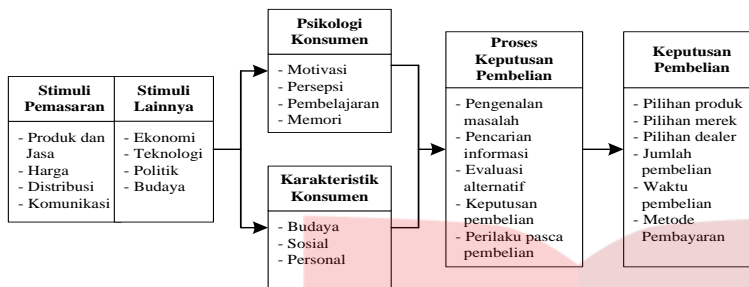 Stimuli
Pemasaran
- Produk dan
Jasa
- Harga
- Distribusi
- Komunikasi
Stimuli
Lainnya
- Ekonomi
- Teknologi
- Politik
- Budaya
Psikologi
Konsumen
- Motivasi
- Persepsi
- Pembelajaran
- Memori
Karakteristik
Konsumen
- Budaya
- Sosial
- Personal
Proses
Keputusan
Pembelian
- Pengenalan
masalah
- Pencarian
informasi
- Evaluasi
alternatif
- Keputusan
pembelian
- Perilaku pasca
pembelian
Keputusan
Pembelian
- Pilihan produk
- Pilihan merek
- Pilihan dealer
- Jumlah
pembelian
- Waktu
pembelian
- Metode
Pembayaran